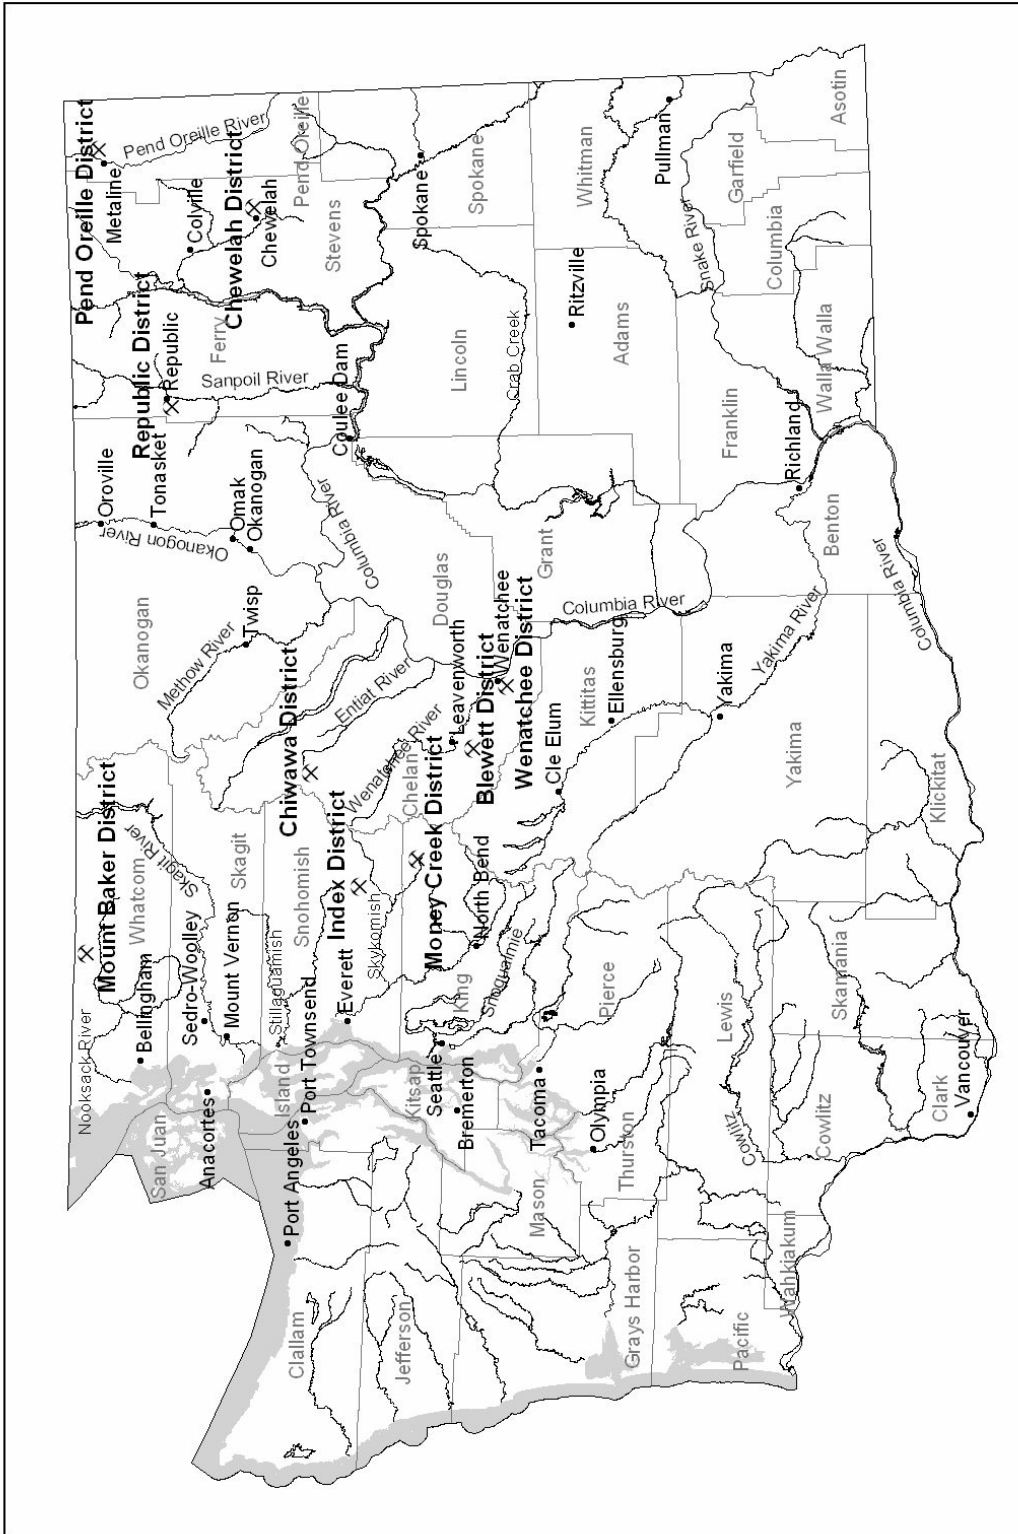 Nooksack River
Mount Baker District
Whatcom
Okanogan
Oroville
Okanogon River
Tonasket
Republic District
Republic
Pend Oreille District
Metaline
Pend Oreille River
Bellingham
San Juan
Skagit River
Sedro-Woolley
Skagit
Mount Vernon
Anacortes
Methow River
Twisp
Omak
Okanogan
Ferry
Sanpoil River
Colville
Chewelah District
Chewelah
Pend Oreille
Stevens
Stillaguamish
Island
Port Townsend
Port Angeles
Snohomish
Chiwawa District
Index District
Everett
Skykomish
Entiat River
Columbia River
Coulee Dam
Clallam
Jefferson
Kitsap
Seattle
Bremerton
King
Money Creek District
Chelan
Wenatchee River
Leavenworth
Douglas
Lincoln
Spokane
Spokane
North Bend
Snoqualmie
Blewett District
Wenatchee
Wenatchee District
Grant
Crab Creek
Mason
Tacoma
Cle Elum
Kittitas
Ellensburg
Columbia River
Ritzville
Adams
Whitman
Olympia
Thurston
Pierce
Grays Harbor
Pullman
Snake River
Garfield
Columbia
Asotin
Franklin
Yakima
Yakima River
Yakima
Richland
Benton
Walla Walla
Lewis
Cowlitz
Pacific
Wahkiakum
Cowlitz
Skamania
Klickitat
Columbia River
Clark
Vancouver